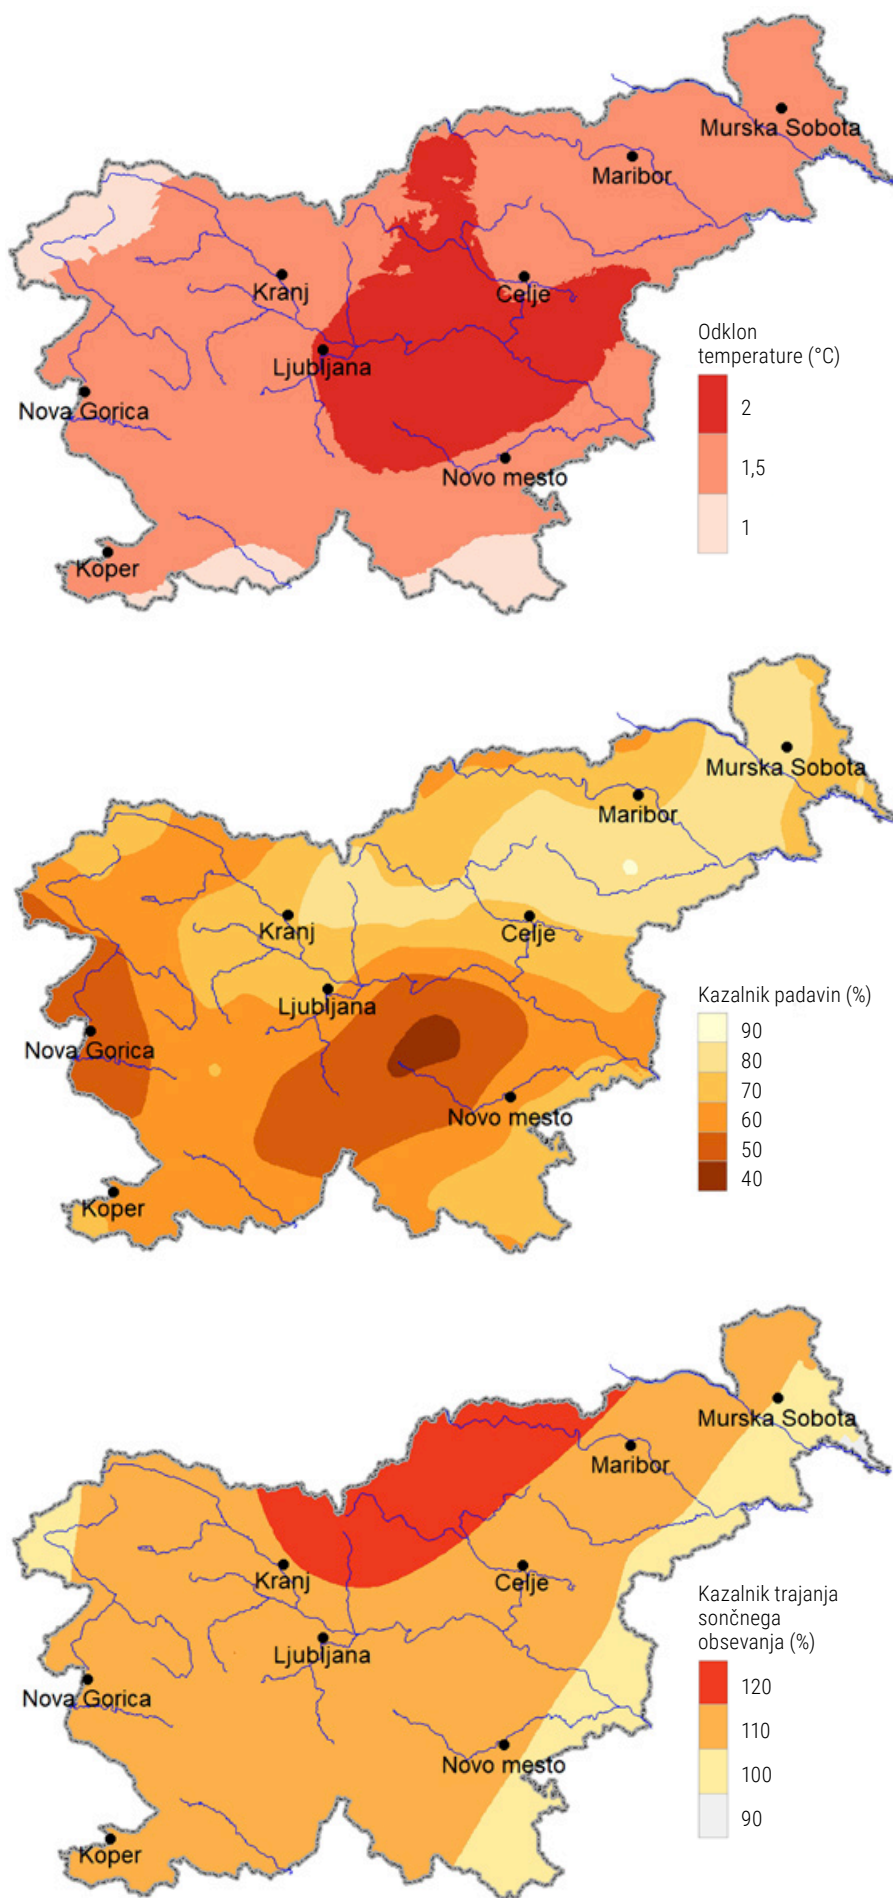 Murska Sobota
Maribor
Kranj
Celje
Ljubljana
Nova Gorica
Novo mesto
Koper
Odklon
temperature (°C)
2
1,5
1
Murska Sobota
Maribor
Kranj
Celje
Ljubljana
Nova Gorica
Novo mesto
Koper
Kazalnik padavin (%)
90
80
70
60
50
40
Murska Sobota
Maribor
Kranj
Celje
Ljubljana
Nova Gorica
Novo mesto
Koper
Kazalnik trajanja
sončnega
obsevanja (%)
120
110
100
90